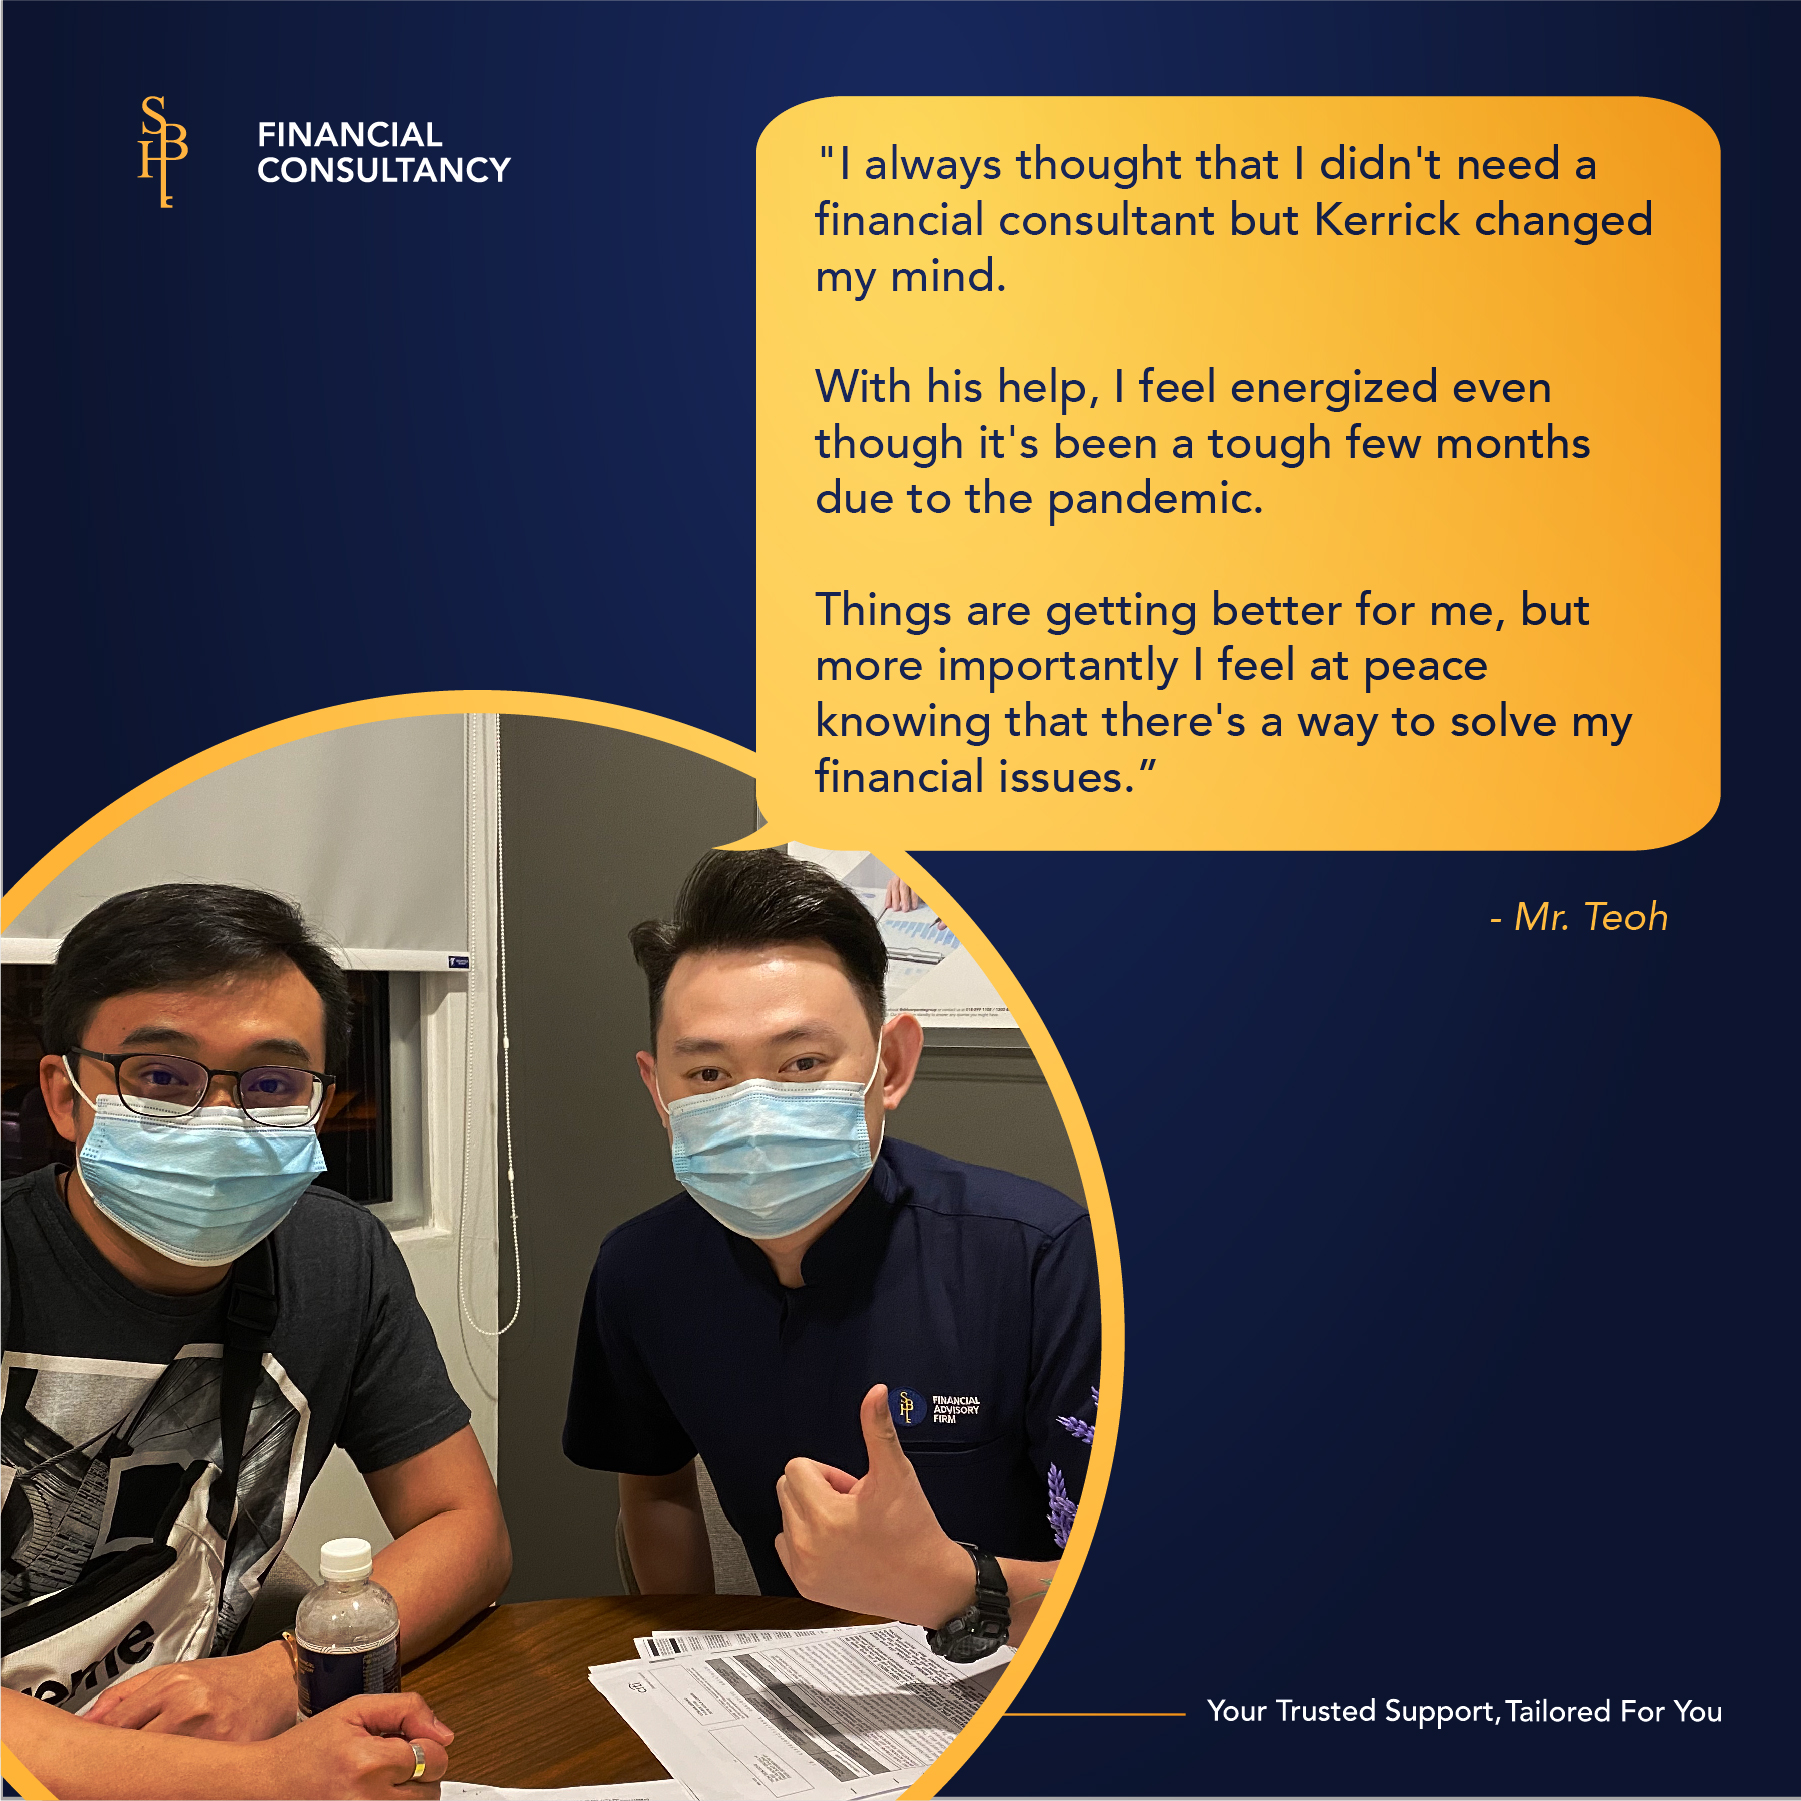 SBHL
FINANCIAL
CONSULTANCY
"I always thought that I didn't need a
financial consultant but Kerrick changed
my mind.
With his help, I feel energized even
though it's been a tough few months
due to the pandemic.
Things are getting better for me, but
more importantly I feel at peace
knowing that there's a way to solve my
financial issues.”
- Mr. Teoh
FINANCIAL
ADVISORY
FIRM
Your Trusted Support,Tailored For You